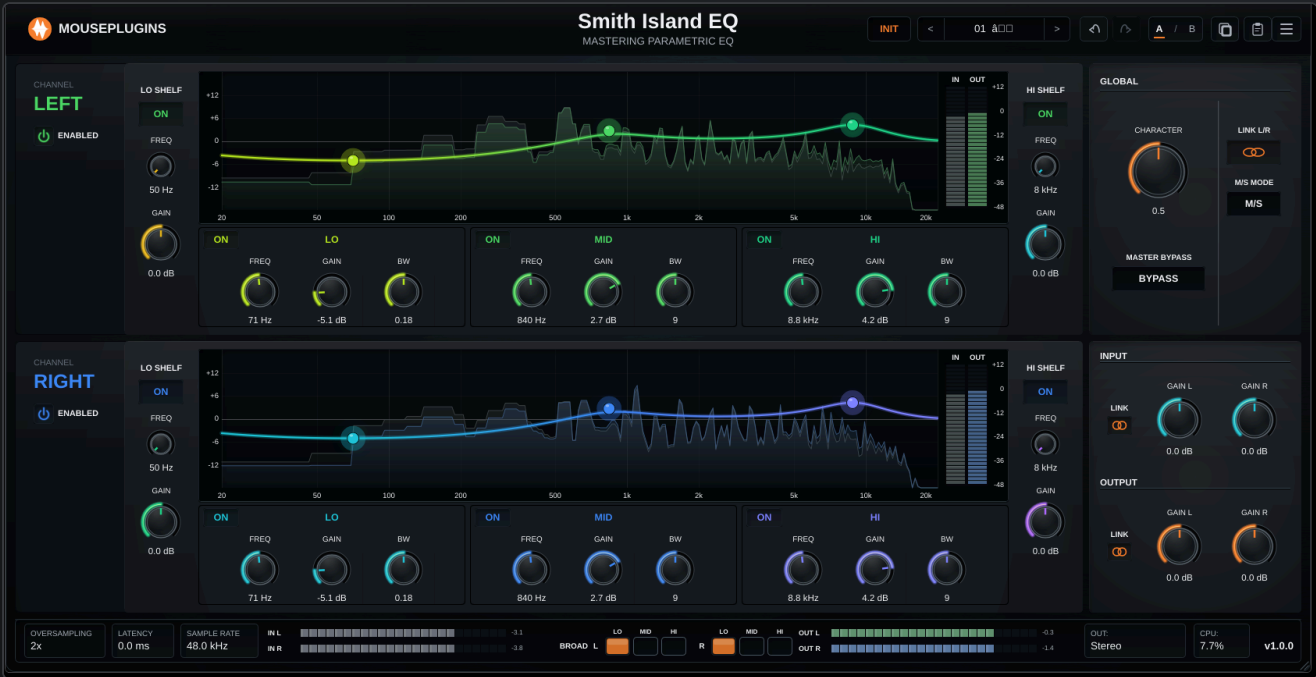 MOUSEPLUGINS
Smith Island EQ
MASTERING PARAMETRIC EQ
INIT < 01 â > A / B
CHANNEL
LEFT
ENABLED
LO SHELF
ON
FREQ
50 Hz
GAIN
0.0 dB
+12
+6
0
-6
-12
20 50 100 200 500 1k 2k 5k 10k 20k
IN OUT
+12
0
-12
-24
-36
-48
ON LO
FREQ GAIN BW
71 Hz -5.1 dB 0.18
ON MID
FREQ GAIN BW
840 Hz 2.7 dB 9
ON HI
FREQ GAIN BW
8.8 kHz 4.2 dB 9
HI SHELF
ON
FREQ
8 kHz
GAIN
0.0 dB
GLOBAL
CHARACTER
0.5
LINK L/R
M/S MODE
M/S
MASTER BYPASS
BYPASS
CHANNEL
RIGHT
ENABLED
LO SHELF
ON
FREQ
50 Hz
GAIN
0.0 dB
+12
+6
0
-6
-12
20 50 100 200 500 1k 2k 5k 10k 20k
IN OUT
+12
0
-12
-24
-36
-48
ON LO
FREQ GAIN BW
71 Hz -5.1 dB 0.18
ON MID
FREQ GAIN BW
840 Hz 2.7 dB 9
ON HI
FREQ GAIN BW
8.8 kHz 4.2 dB 9
HI SHELF
ON
FREQ
8 kHz
GAIN
0.0 dB
INPUT
LINK
GAIN L GAIN R
0.0 dB 0.0 dB
OUTPUT
LINK
GAIN L GAIN R
0.0 dB 0.0 dB
OVERSAMPLING
2x
LATENCY
0.0 ms
SAMPLE RATE
48.0 kHz
IN L -3.1
IN R -3.8
BROAD L LO MID HI
R LO MID HI
OUT L -0.3
OUT R -1.4
OUT:
Stereo
CPU:
7.7%
v1.0.0